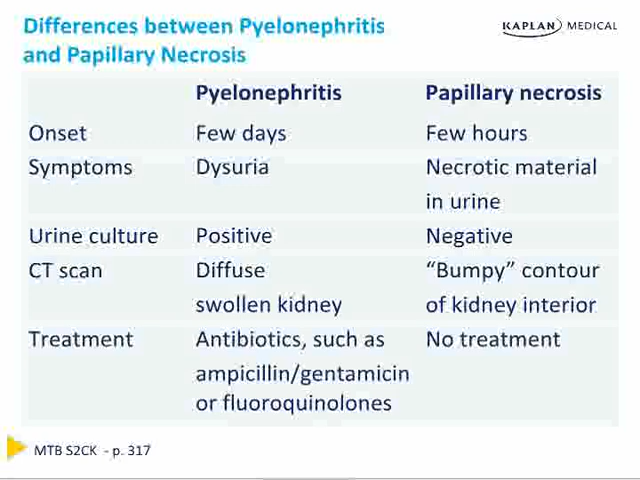 Differences between Pyelonephritis
and Papillary Necrosis
KAPLAN MEDICAL
Pyelonephritis Papillary necrosis
Onset Few days Few hours
Symptoms Dysuria Necrotic material
in urine
Urine culture Positive Negative
CT scan Diffuse “Bumpy” contour
swollen kidney of kidney interior
Treatment Antibiotics, such as No treatment
ampicillin/gentamicin
or fluoroquinolones
MTB S2CK - p. 317